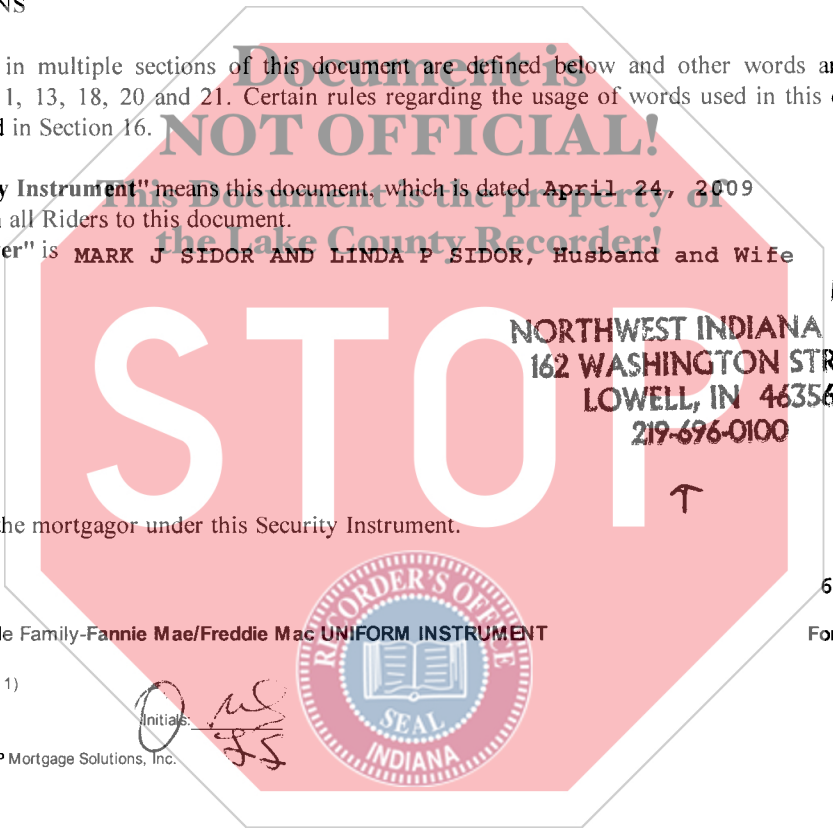 NS
in multiple sections of this document are defined below and other words a
1, 13, 18, 20 and 21. Certain rules regarding the usage of words used in this
d in Section 16.
y Instrument" means this document, which is dated April 24, 2009
all Riders to this document.
er" is MARK J SIDOR AND LINDA P SIDOR, Husband and Wife
Document is
NOT OFFICIAL!
This Document is the property of
the Lake County Recorder!
STOP
NORTHWEST INDIANA
162 WASHINGTON STR
LOWELL, IN 46356
219-696-0100
the mortgagor under this Security Instrument.
6
le Family-Fannie Mae/Freddie Mac UNIFORM INSTRUMENT
For
1)
Initials:
P Mortgage Solutions, Inc.
RECORDER'S OFFICE
SEAL
INDIANA